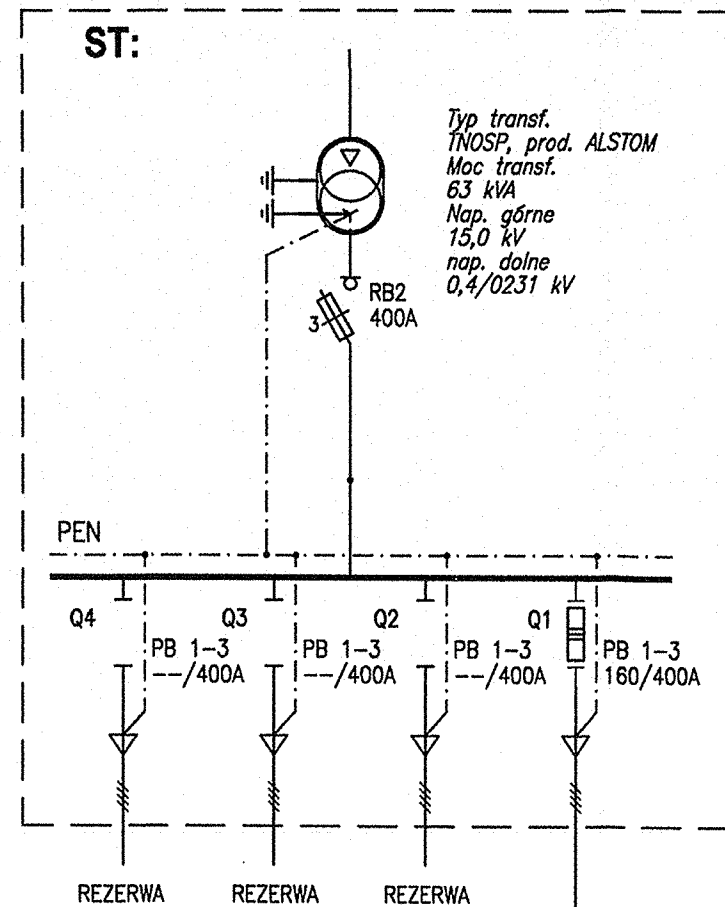 ST:
Typ transf.
TNOSP, prod. ALSTOM
Moc transf.
63 kVA
Nap. górne
15,0 kV
nap. dolne
0,4/0231 kV
RB2
400A
3
PEN
Q4
PB 1-3
--/400A
Q3
PB 1-3
--/400A
Q2
PB 1-3
--/400A
Q1
PB 1-3
160/400A
REZERWA
REZERWA
REZERWA